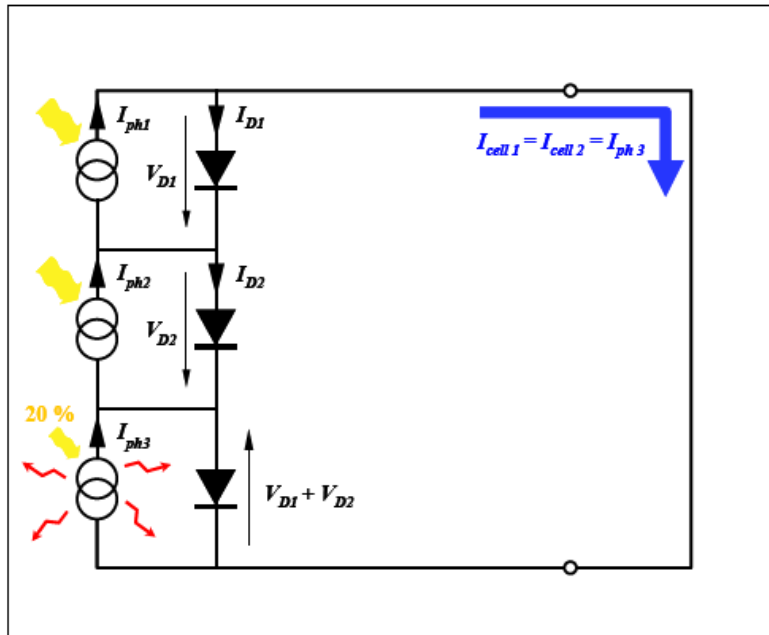 I_ph1
I_D1
V_D1
I_cell 1 = I_cell 2 = I_ph 3
I_ph2
I_D2
V_D2
20 %
I_ph3
V_D1 + V_D2